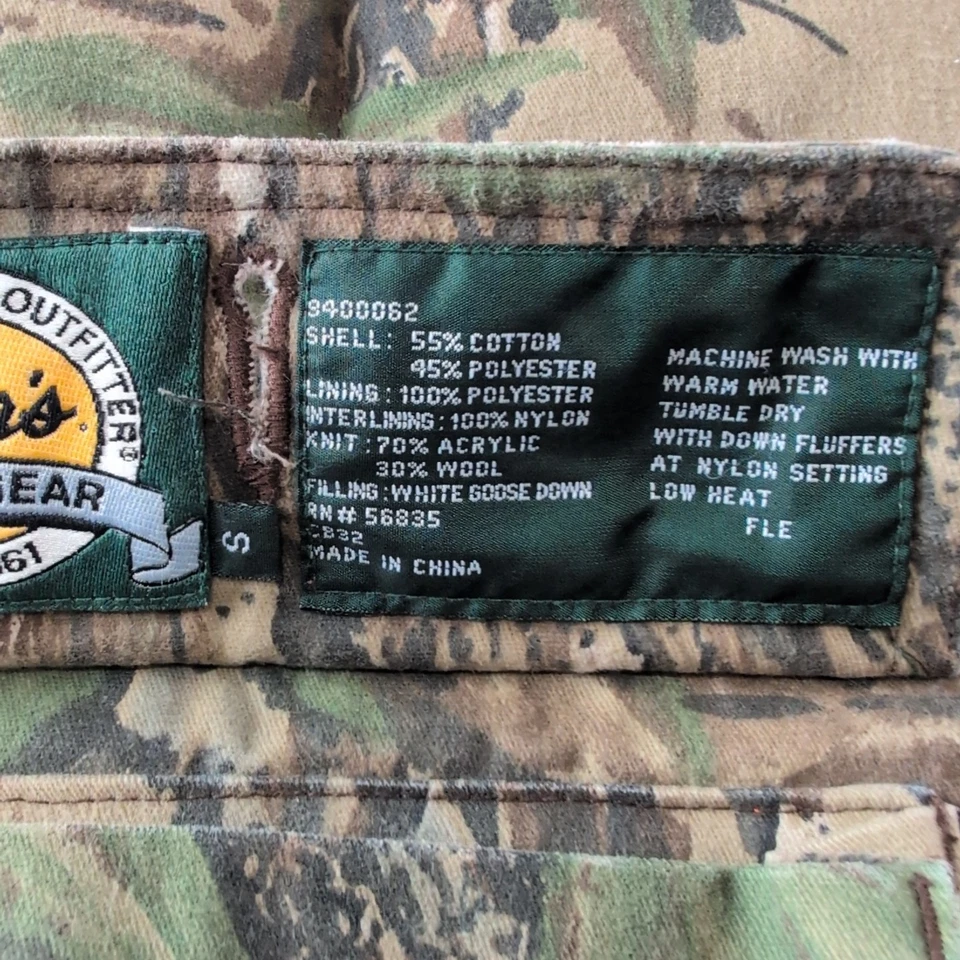 OUTFITTER®
's
GEAR
61
S
9400062
SHELL: 55% COTTON
45% POLYESTER
LINING: 100% POLYESTER
INTERLINING: 100% NYLON
KNIT: 70% ACRYLIC
30% WOOL
FILLING: WHITE GOOSE DOWN
RN# 56835
CB32
MADE IN CHINA
MACHINE WASH WITH
WARM WATER
TUMBLE DRY
WITH DOWN FLUFFERS
AT NYLON SETTING
LOW HEAT
FLE